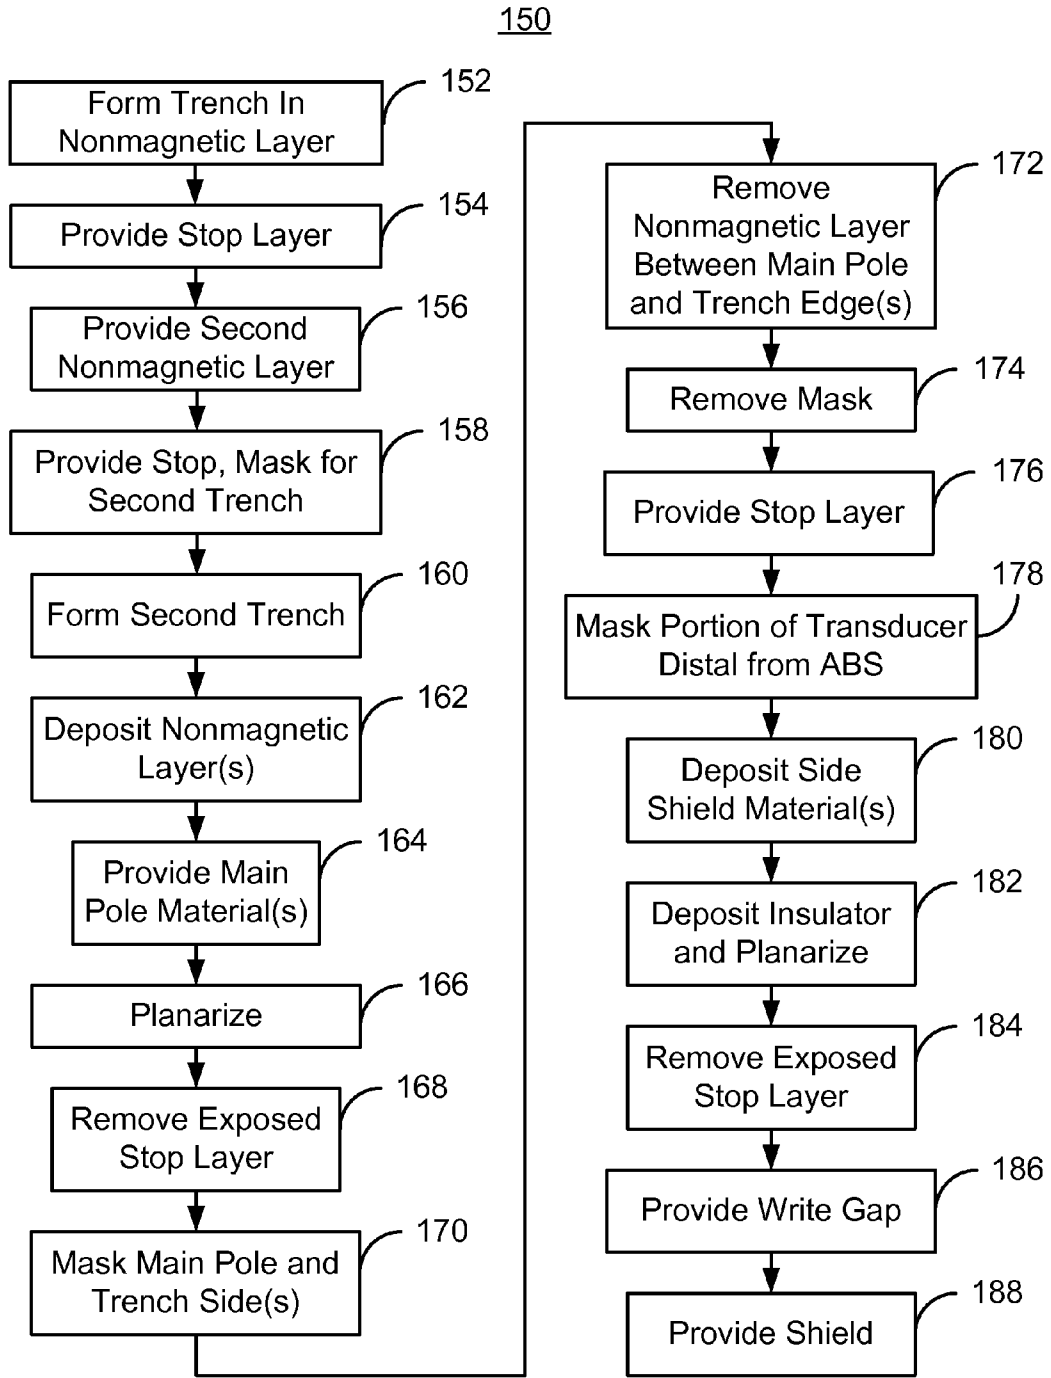 150
152
Form Trench In
Nonmagnetic Layer
154
Provide Stop Layer
156
Provide Second
Nonmagnetic Layer
158
Provide Stop, Mask for
Second Trench
160
Form Second Trench
162
Deposit Nonmagnetic
Layer(s)
164
Provide Main
Pole Material(s)
166
Planarize
168
Remove Exposed
Stop Layer
170
Mask Main Pole and
Trench Side(s)
172
Remove
Nonmagnetic Layer
Between Main Pole
and Trench Edge(s)
174
Remove Mask
176
Provide Stop Layer
178
Mask Portion of Transducer
Distal from ABS
180
Deposit Side
Shield Material(s)
182
Deposit Insulator
and Planarize
184
Remove Exposed
Stop Layer
186
Provide Write Gap
188
Provide Shield